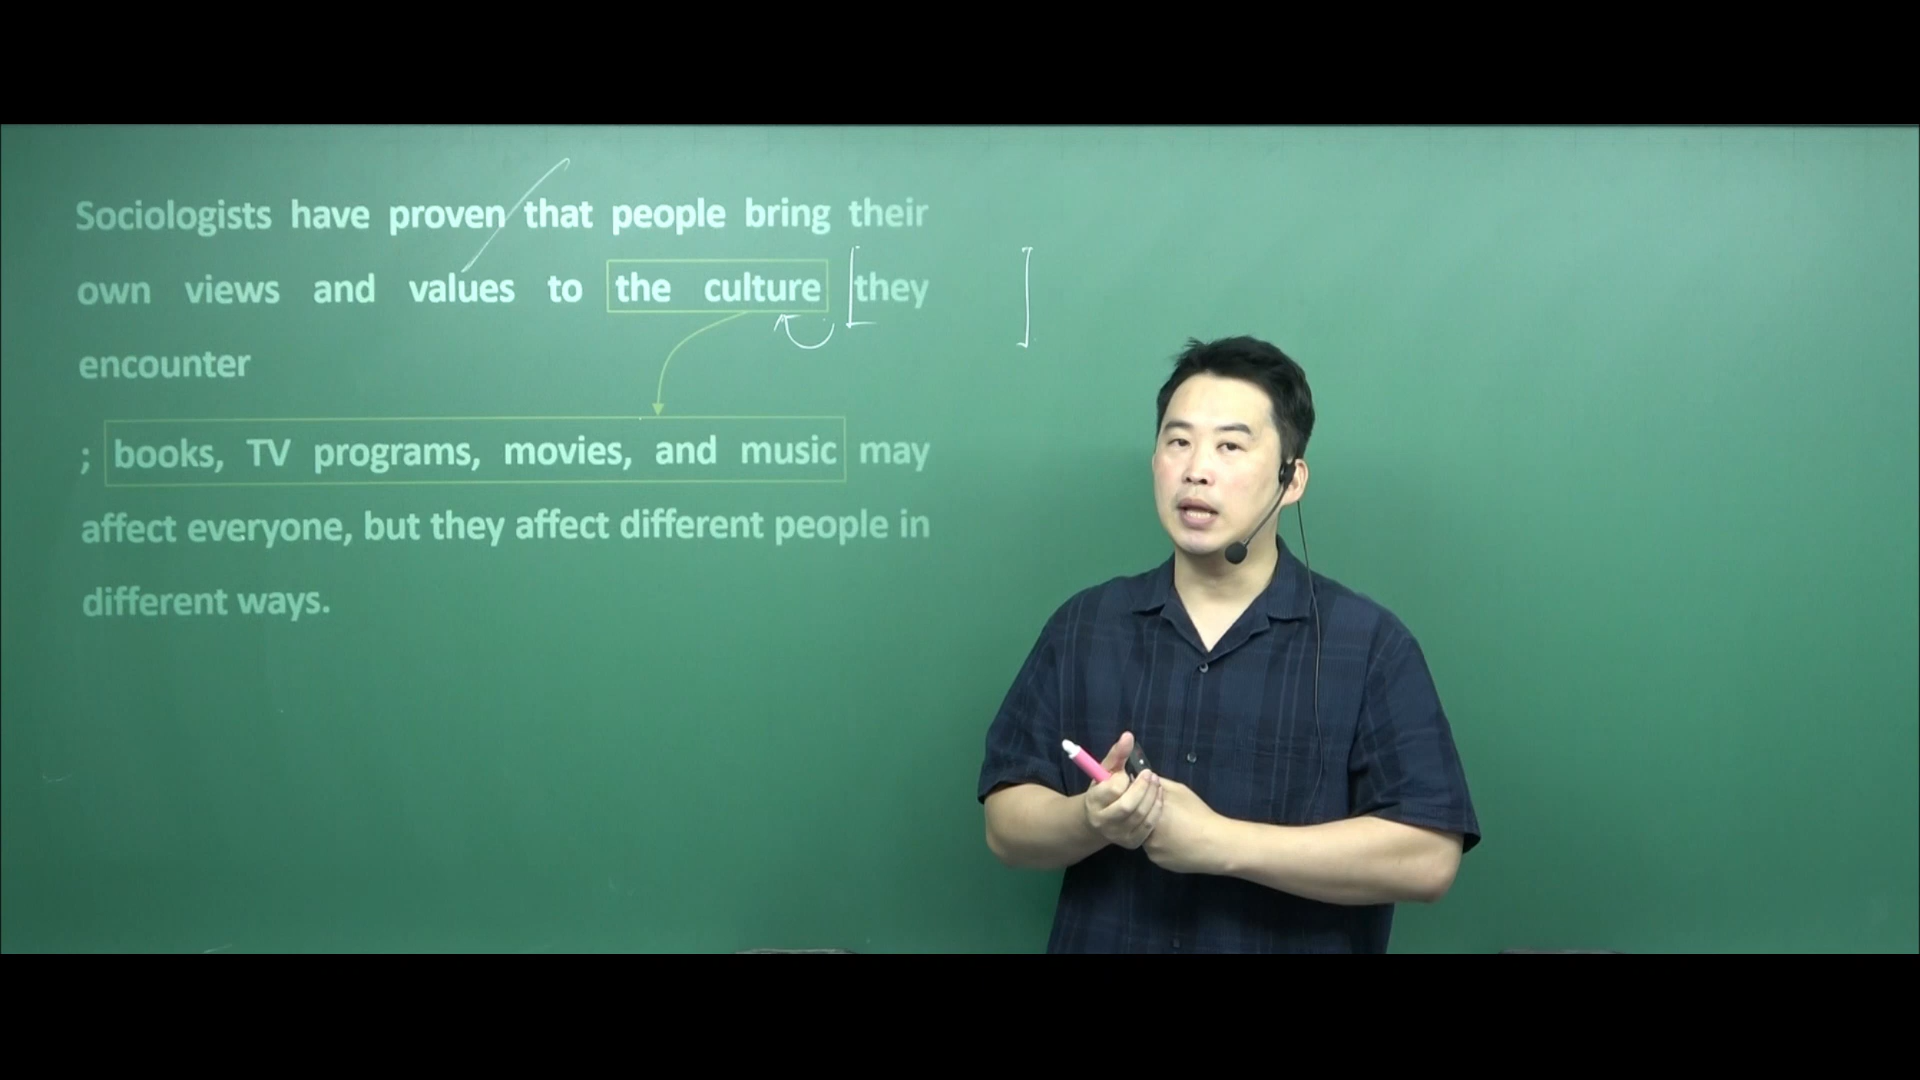 Sociologists have proven that people bring their
own views and values to the culture they
encounter
; books, TV programs, movies, and music may
affect everyone, but they affect different people in
different ways.